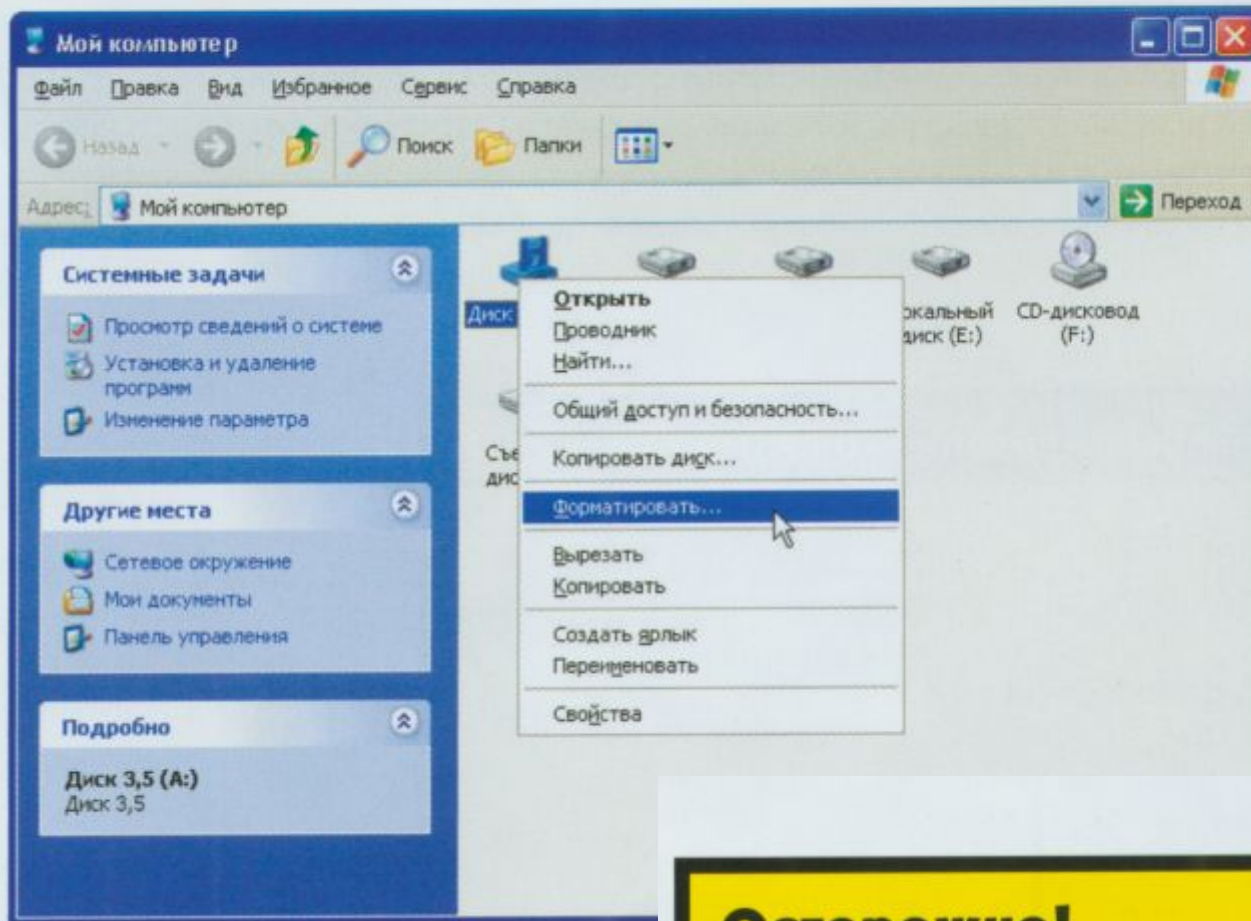 Мой компьютер
Файл Правка Вид Избранное Сервис Справка
Назад Поиск Папки
Адрес: Мой компьютер Переход
Системные задачи
Просмотр сведений о системе
Установка и удаление
программ
Изменение параметра
Другие места
Сетевое окружение
Мои документы
Панель управления
Подробно
Диск 3,5 (A:)
Диск 3,5
Диск
Открыть
Проводник
Найти...
Общий доступ и безопасность...
Копировать диск...
Форматировать...
Вырезать
Копировать
Создать ярлык
Переименовать
Свойства
диск (E:)
CD-дисковод
(F:)